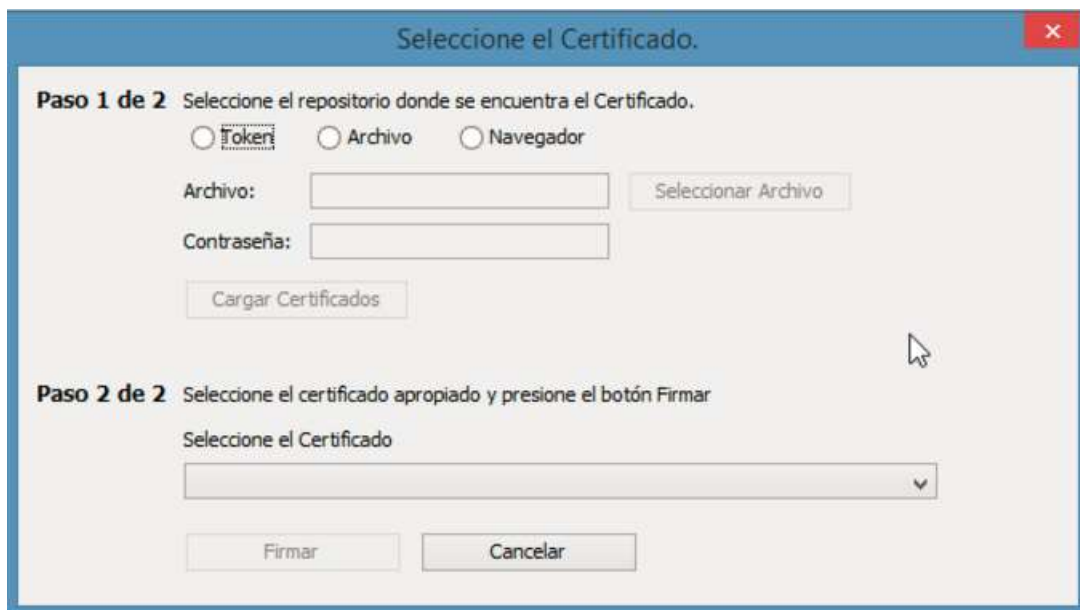 Seleccione el Certificado.
Paso 1 de 2 Seleccione el repositorio donde se encuentra el Certificado.
Token Archivo Navegador
Archivo: Seleccionar Archivo
Contraseña:
Cargar Certificados
Paso 2 de 2 Seleccione el certificado apropiado y presione el botón Firmar
Seleccione el Certificado
Firmar Cancelar